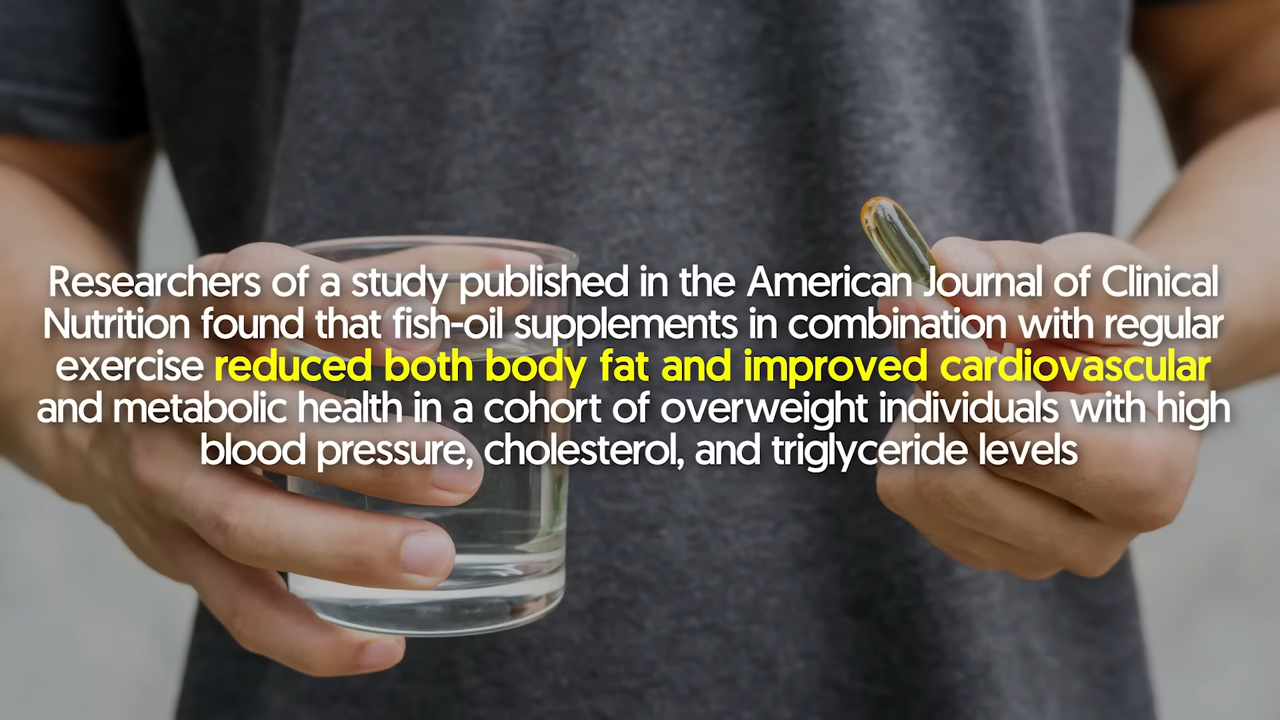 Researchers of a study published in the American Journal of Clinical
Nutrition found that fish-oil supplements in combination with regular
exercise reduced both body fat and improved cardiovascular
and metabolic health in a cohort of overweight individuals with high
blood pressure, cholesterol, and triglyceride levels